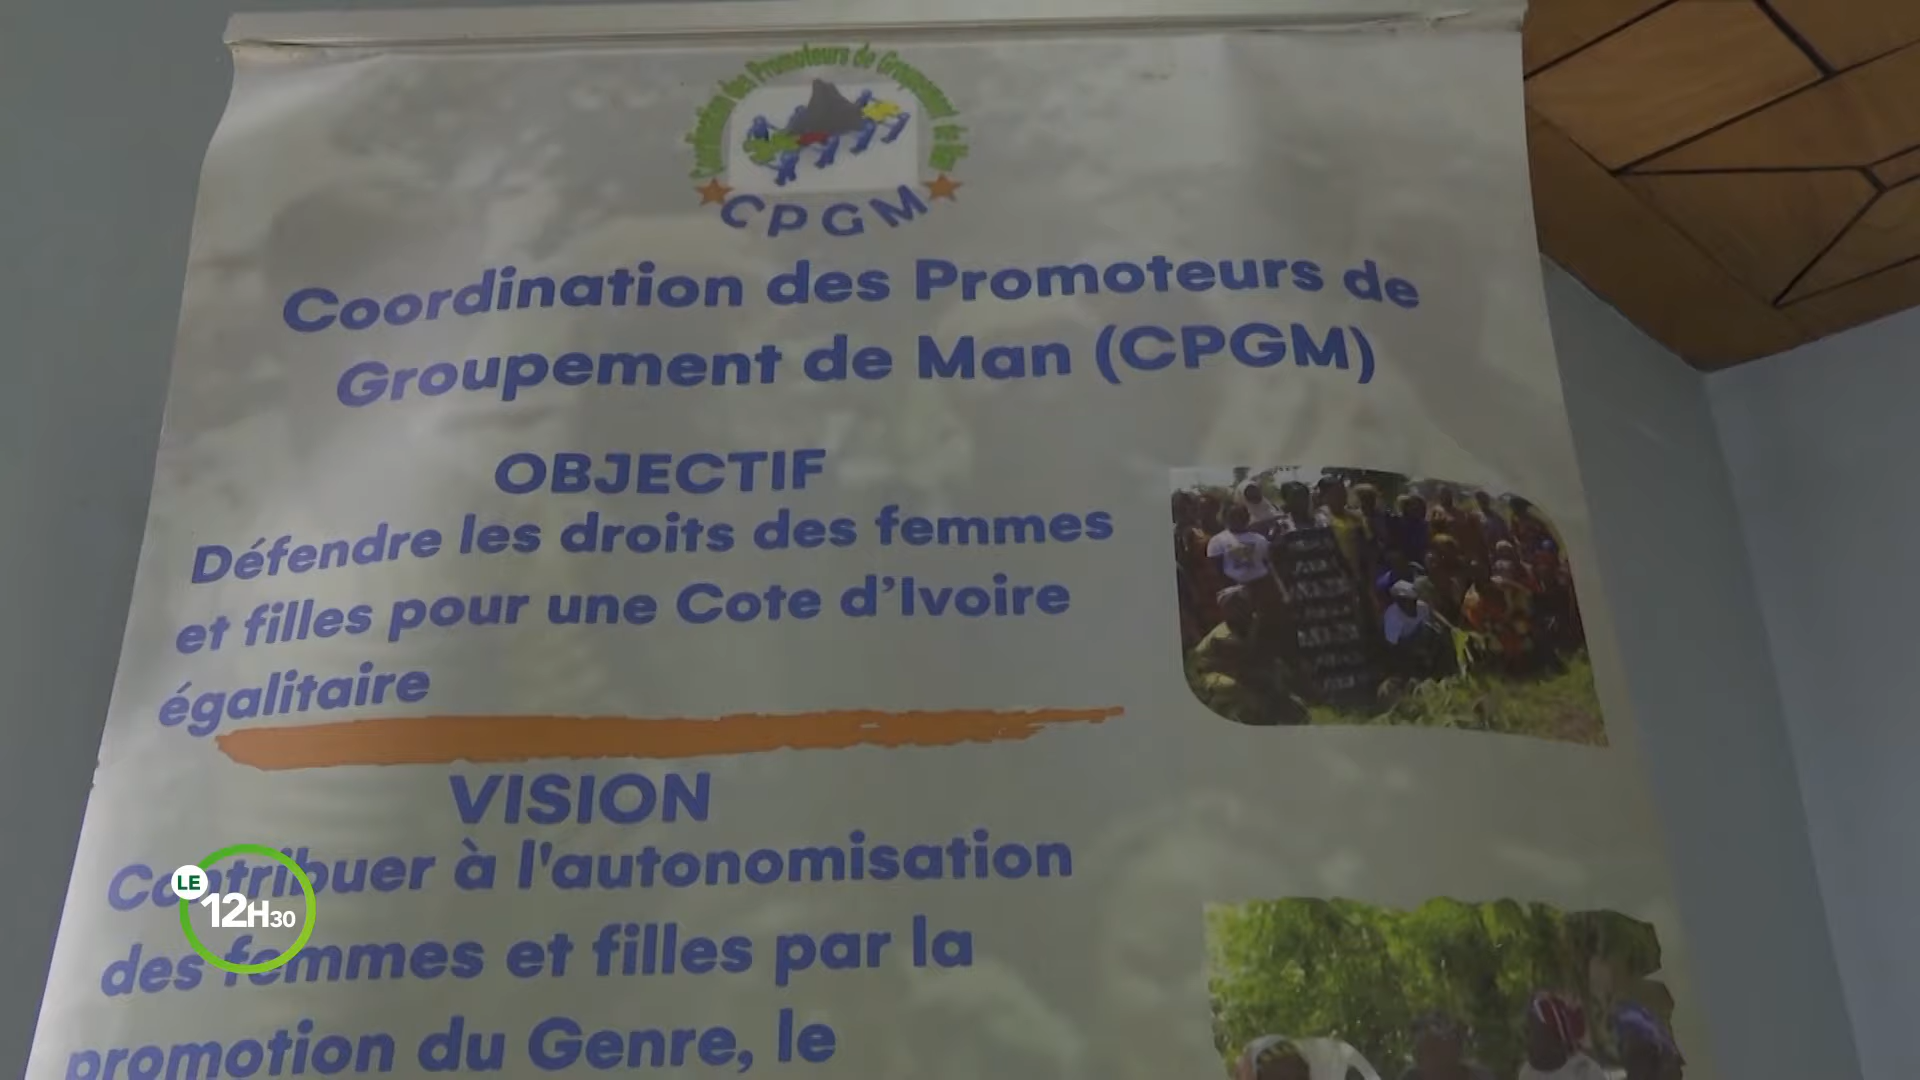 Coordination des Promoteurs de Groupement de Man
CPGM
Coordination des Promoteurs de
Groupement de Man (CPGM)
OBJECTIF
Défendre les droits des femmes
et filles pour une Cote d'Ivoire
égalitaire
VISION
Contribuer à l'autonomisation
des femmes et filles par la
promotion du Genre, le
LE
12H30